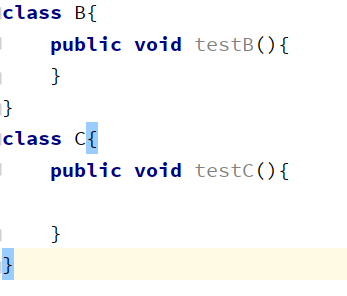 class B{
    public void testB(){
    }
}
class C{
    public void testC(){

    }
}